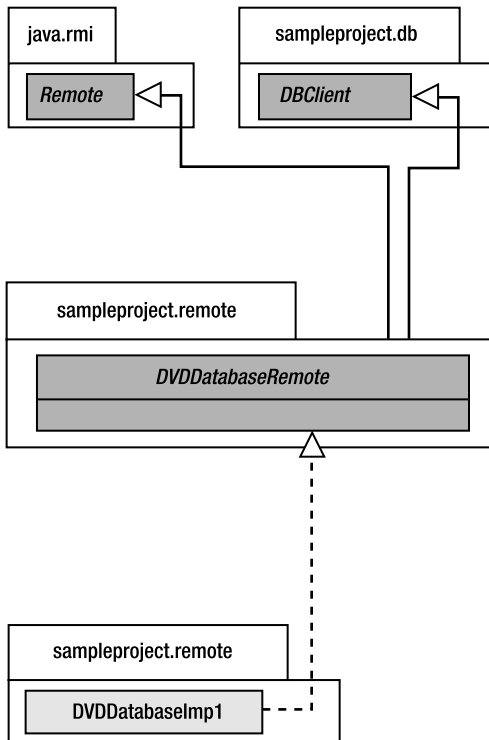 java.rmi
sampleproject.db
Remote
DBClient
sampleproject.remote
DVDDatabaseRemote
sampleproject.remote
DVDDatabaseImp1